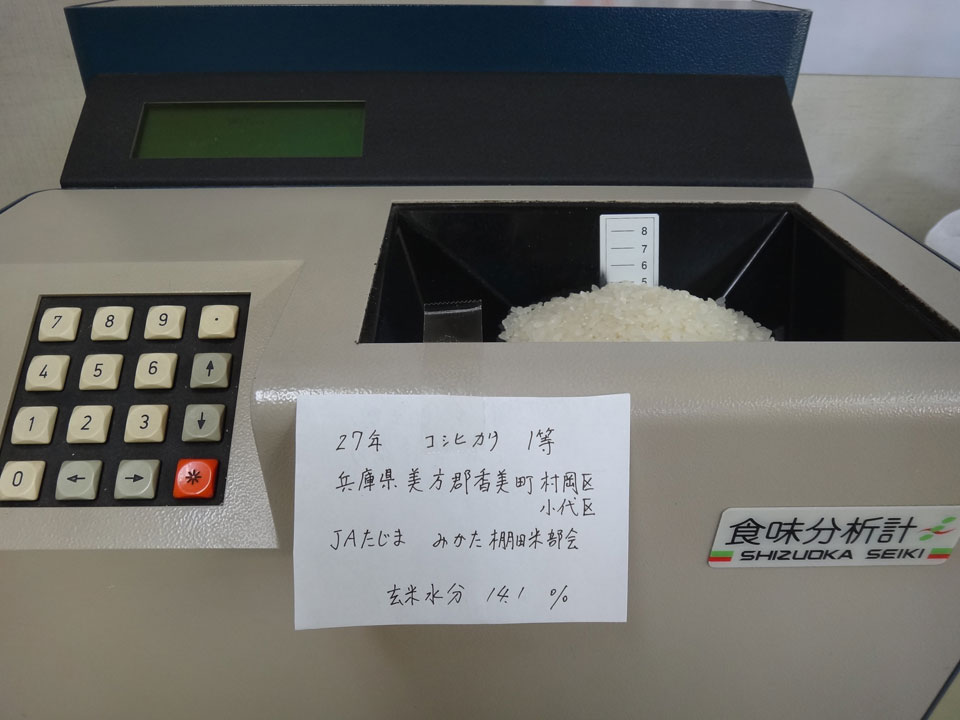 8
7
6
5
7 8 9 .
4 5 6 ↑
1 2 3 ↓
0 ← → *
27年 コシヒカリ 1等
兵庫県美方郡香美町村岡区
小代区
JAたじま みかた棚田米部会
玄米水分 14.1 %
食味分析計
SHIZUOKA SEIKI